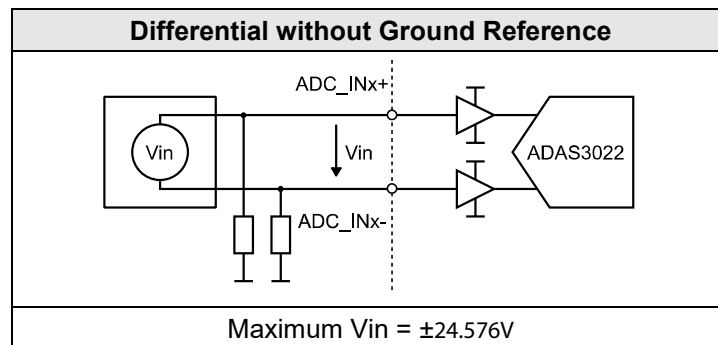 Differential without Ground Reference
ADC_INx+
Vin
Vin
ADAS3022
ADC_INx-
Maximum Vin = ±24.576V